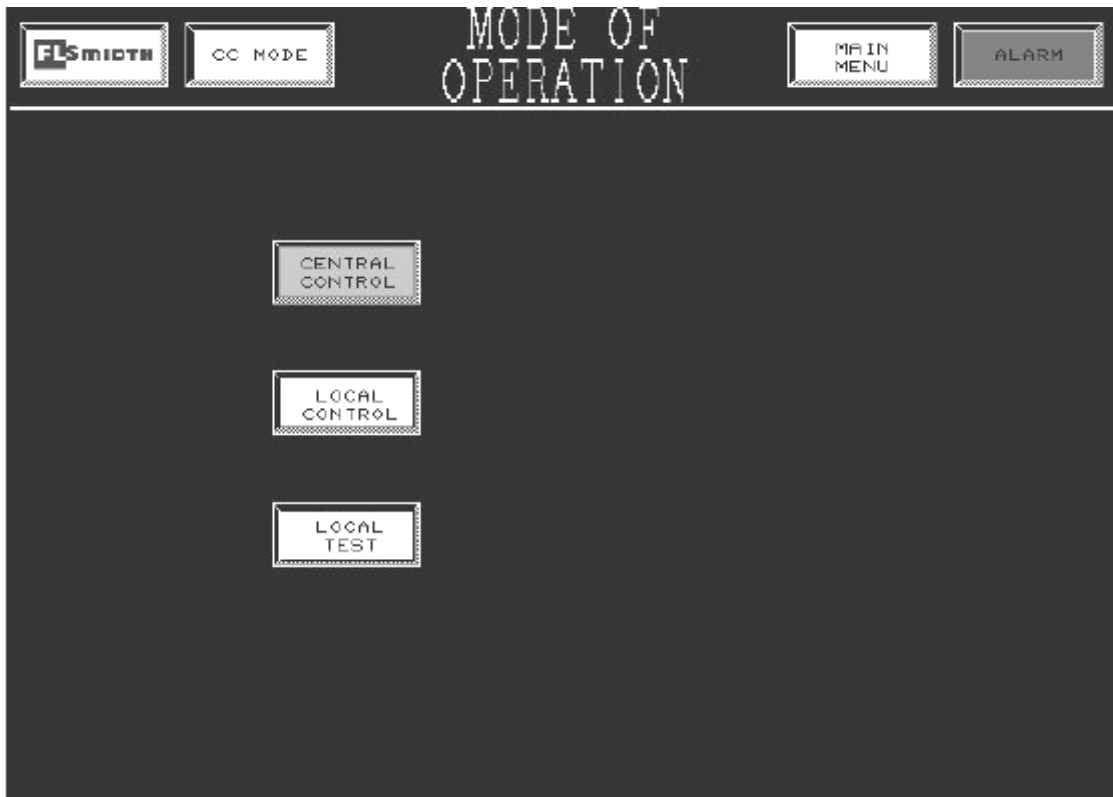 FLSMIDTH
CC MODE
MODE OF
OPERATION
MAIN
MENU
ALARM
CENTRAL
CONTROL
LOCAL
CONTROL
LOCAL
TEST